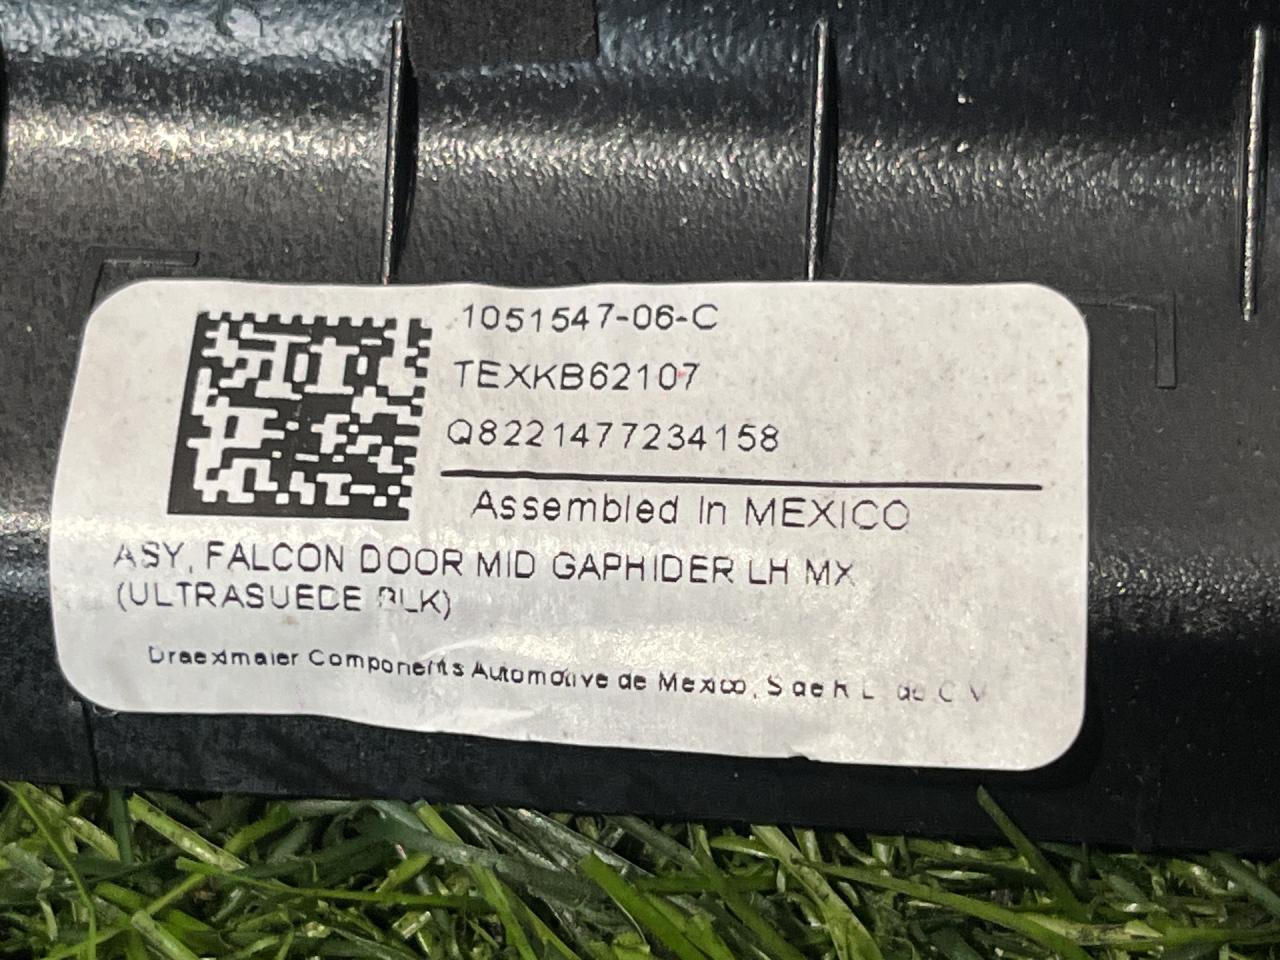 1051547-06-C
TEXKB62107
Q8221477234158
Assembled In MEXICO
ASY, FALCON DOOR MID GAPHIDER LH MX
(ULTRASUEDE BLK)
Draexlmaier Components Automotive de Mexico, S de R L de C V